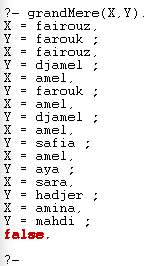 ?- grandMere(X,Y).
X = fairouz,
Y = farouk ;
X = fairouz,
Y = djamel ;
X = amel,
Y = farouk ;
X = amel,
Y = djamel ;
X = amel,
Y = safia ;
X = amel,
Y = aya ;
X = sara,
Y = hadjer ;
X = amina,
Y = mahdi ;
false.
?-